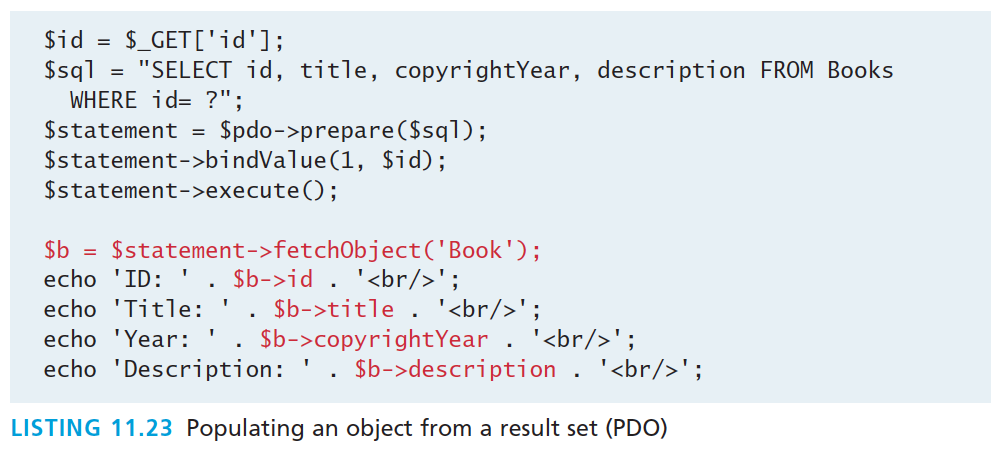 $id = $_GET['id'];
$sql = "SELECT id, title, copyrightYear, description FROM Books
WHERE id= ?";
$statement = $pdo->prepare($sql);
$statement->bindValue(1, $id);
$statement->execute();
$b = $statement->fetchObject('Book');
echo 'ID: ' . $b->id . '<br/>';
echo 'Title: ' . $b->title . '<br/>';
echo 'Year: ' . $b->copyrightYear . '<br/>';
echo 'Description: ' . $b->description . '<br/>';
LISTING 11.23 Populating an object from a result set (PDO)